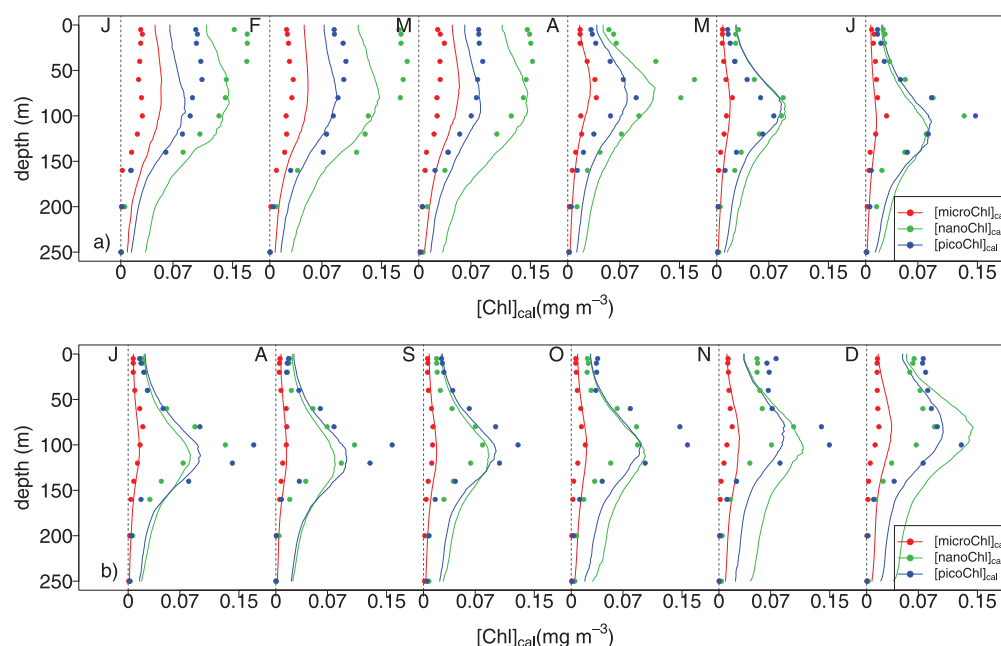 J F M A M J
0
50
100
150
200
250
depth (m)
a)
[microChl]ca
[nanoChl]ca
[picoChl]cal
0 0.07 0.15 0 0.07 0.15 0 0.07 0.15 0 0.07 0.15 0 0.07 0.15 0 0.07 0.15
[Chl]cal(mg m−3)
J A S O N D
0
50
100
150
200
250
depth (m)
b)
[microChl]ca
[nanoChl]ca
[picoChl]cal
0 0.07 0.15 0 0.07 0.15 0 0.07 0.15 0 0.07 0.15 0 0.07 0.15 0 0.07 0.15
[Chl]cal(mg m−3)